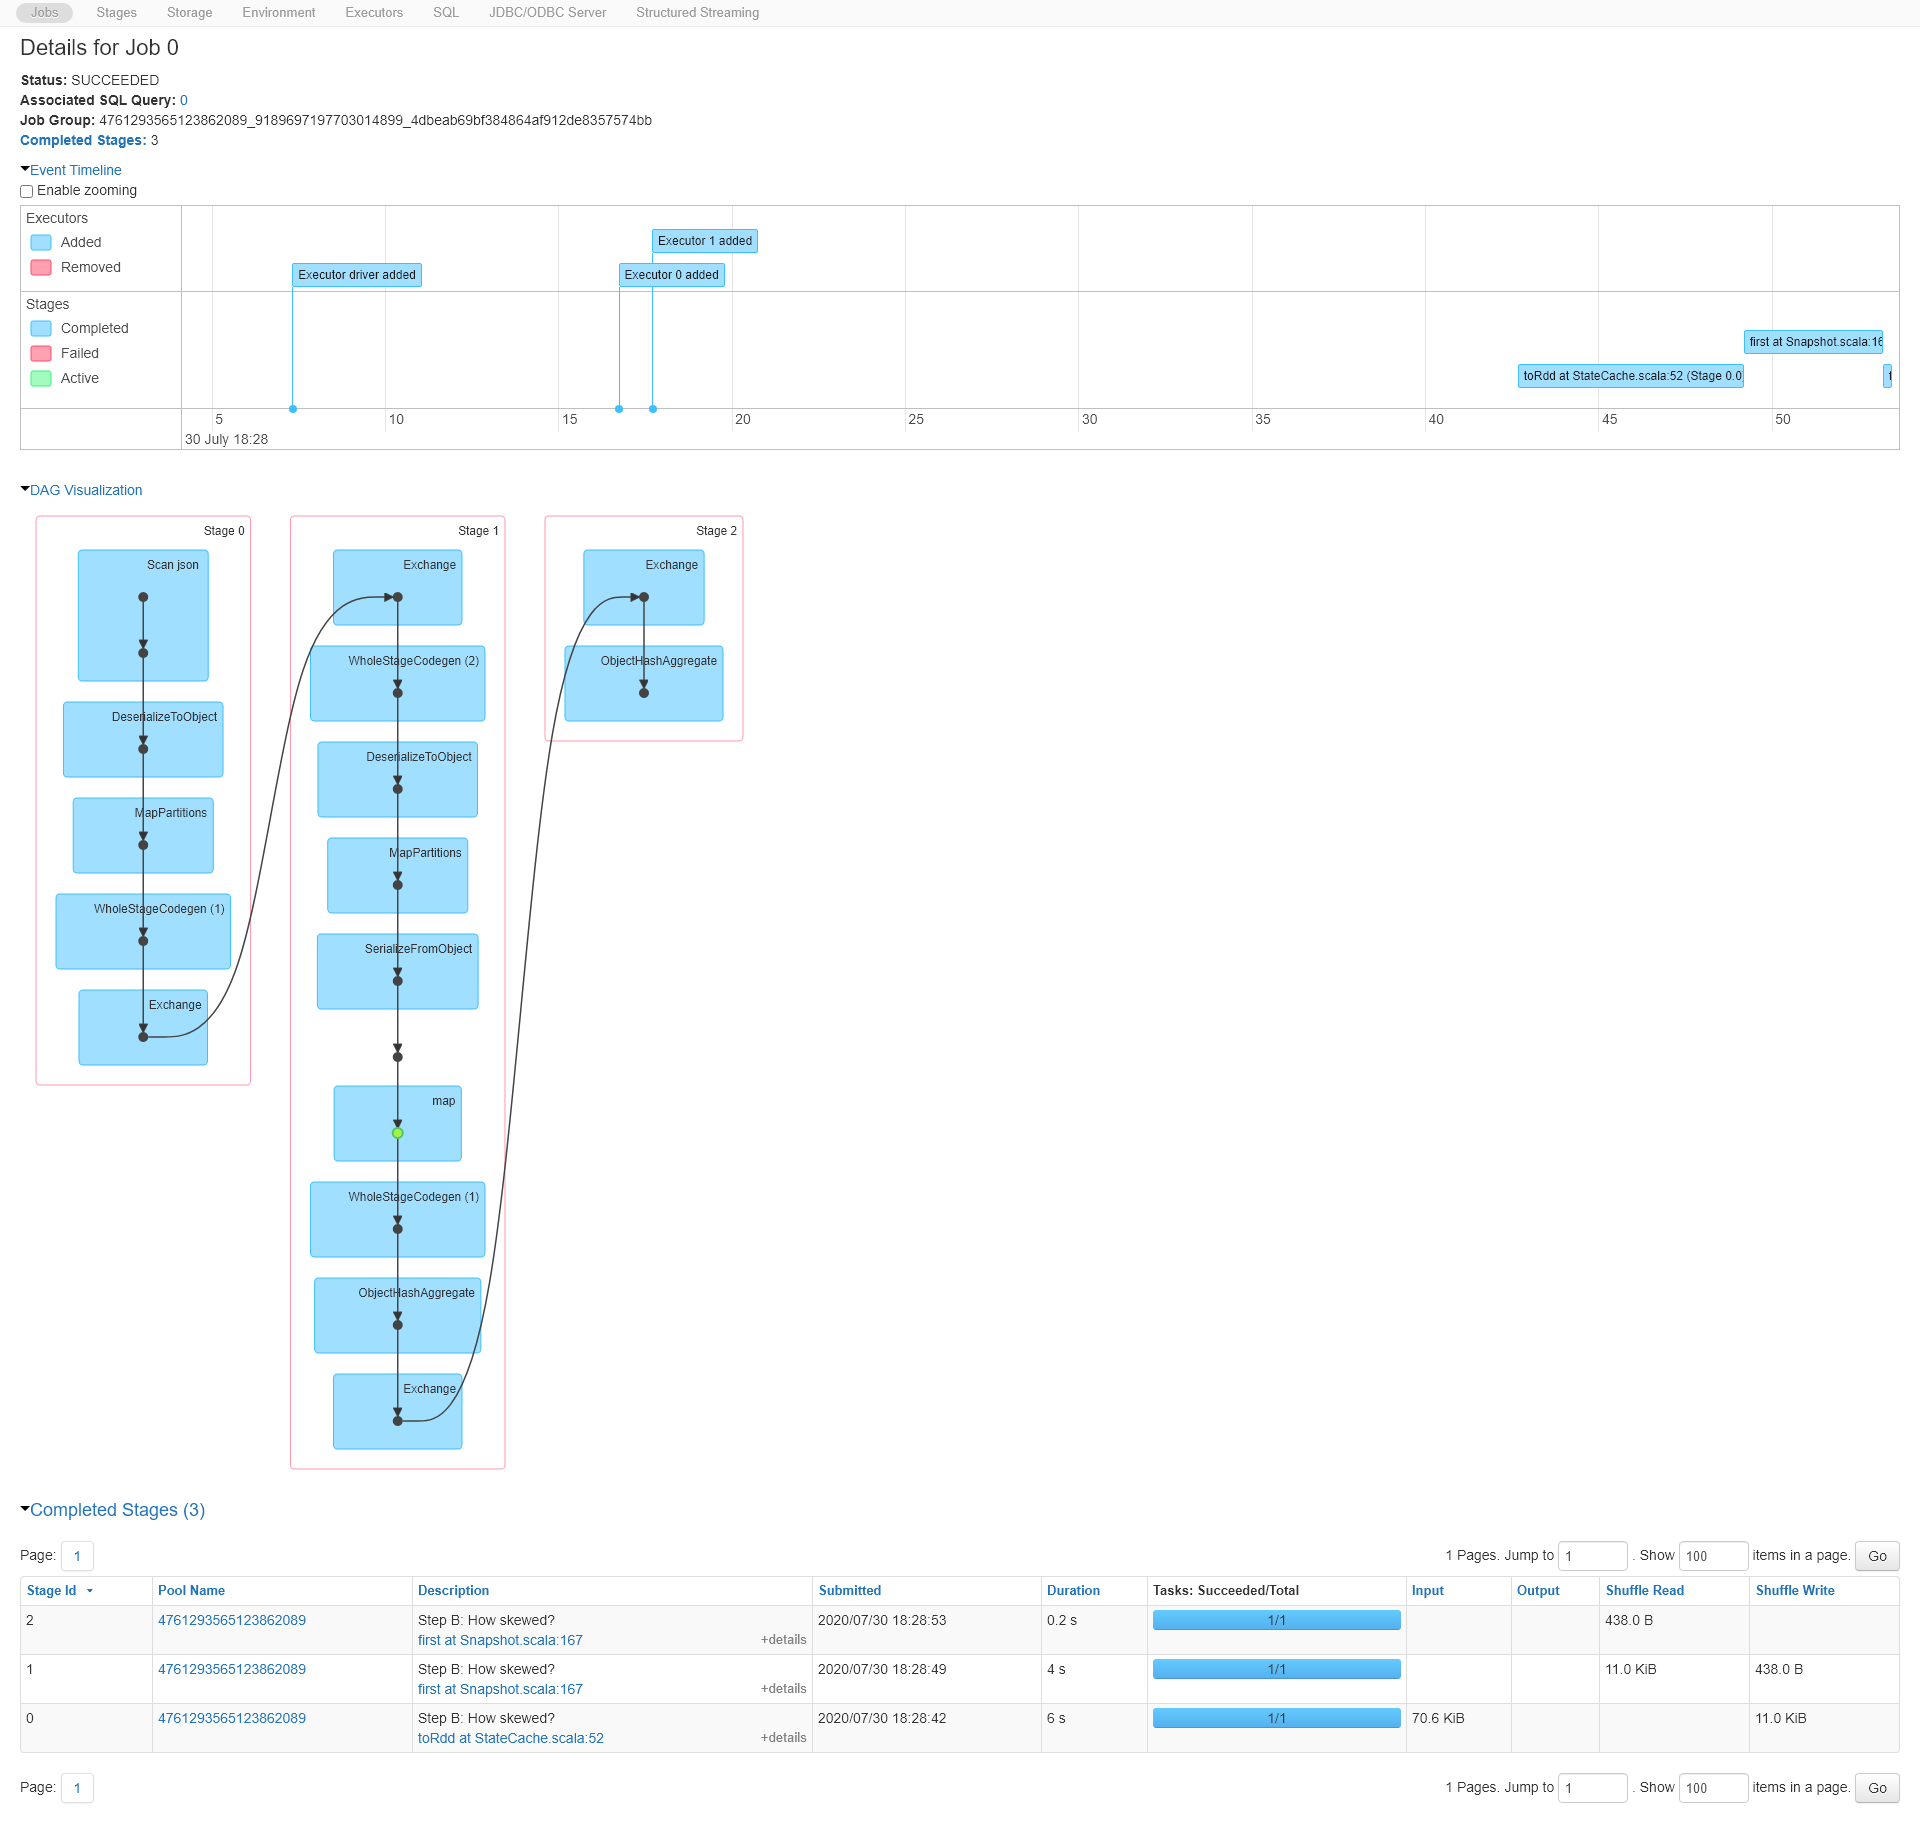 Jobs Stages Storage Environment Executors SQL JDBC/ODBC Server Structured Streaming
Details for Job 0
Status: SUCCEEDED
Associated SQL Query: 0
Job Group: 4761293565123862089_9189697197703014899_4dbeab69bf384864af912de8357574bb
Completed Stages: 3
Event Timeline
Enable zooming
Executors
Added
Removed
Executor 1 added
Executor driver added
Executor 0 added
Stages
Completed
Failed
Active
first at Snapshot.scala:16
toRdd at StateCache.scala:52 (Stage 0.0
5 10 15 20 25 30 35 40 45 50
30 July 18:28
DAG Visualization
Stage 0
Scan json
DeserializeToObject
MapPartitions
WholeStageCodegen (1)
Exchange
Stage 1
Exchange
WholeStageCodegen (2)
DeserializeToObject
MapPartitions
SerializeFromObject
map
WholeStageCodegen (1)
ObjectHashAggregate
Exchange
Stage 2
Exchange
ObjectHashAggregate
Completed Stages (3)
Page: 1 1 Pages. Jump to 1 . Show 100 items in a page. Go
Stage Id Pool Name Description Submitted Duration Tasks: Succeeded/Total Input Output Shuffle Read Shuffle Write
2 4761293565123862089 Step B: How skewed? 2020/07/30 18:28:53 0.2 s 1/1 438.0 B
first at Snapshot.scala:167 +details
1 4761293565123862089 Step B: How skewed? 2020/07/30 18:28:49 4 s 1/1 11.0 KiB 438.0 B
first at Snapshot.scala:167 +details
0 4761293565123862089 Step B: How skewed? 2020/07/30 18:28:42 6 s 1/1 70.6 KiB 11.0 KiB
toRdd at StateCache.scala:52 +details
Page: 1 1 Pages. Jump to 1 . Show 100 items in a page. Go